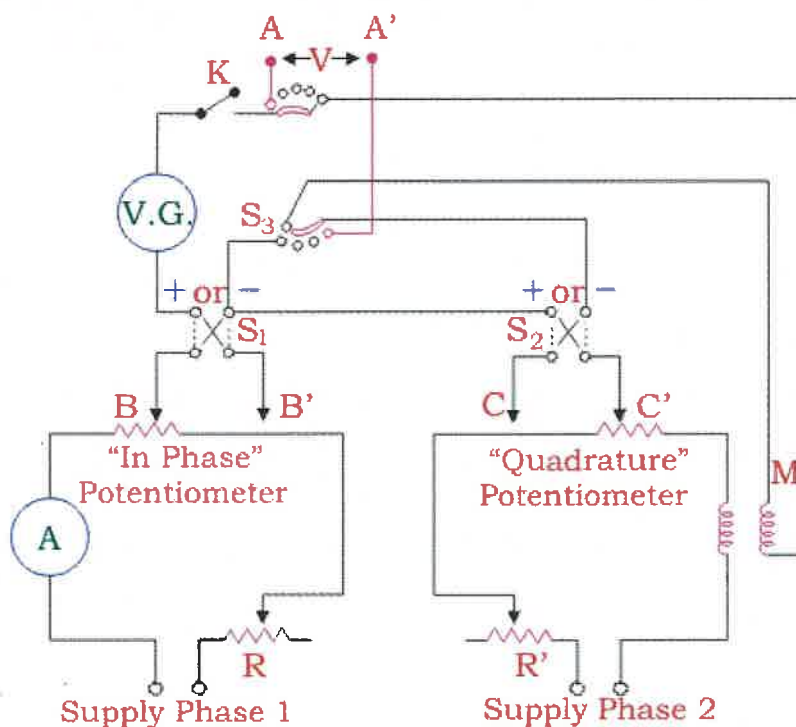 A A'
V
K
V.G.
S3
+ or − + or −
S1 S2
B B' C C'
"In Phase" "Quadrature"
Potentiometer Potentiometer
M
A
R R'
Supply Phase 1 Supply Phase 2